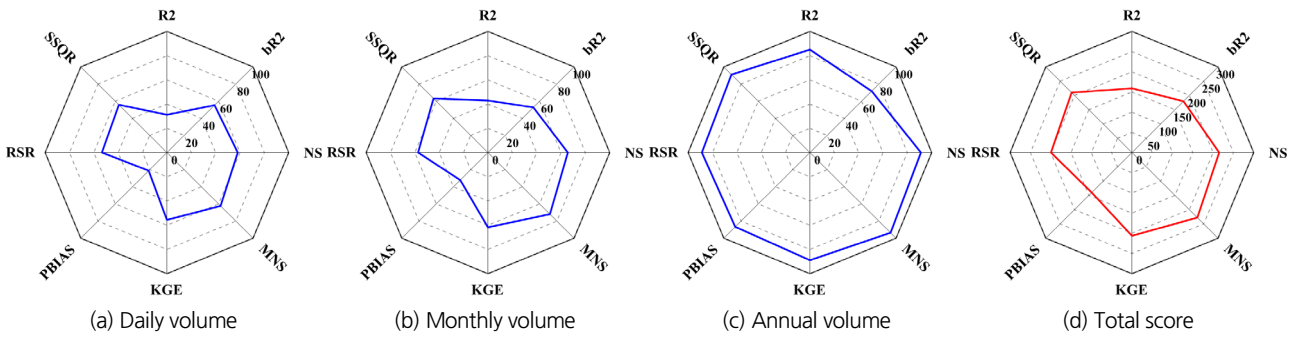 R2
bR2
NS
MNS
KGE
PBIAS
RSR
SSQR
0
20
40
60
80
100
(a) Daily volume
R2
bR2
NS
MNS
KGE
PBIAS
RSR
SSQR
0
20
40
60
80
100
(b) Monthly volume
R2
bR2
NS
MNS
KGE
PBIAS
RSR
SSQR
0
20
40
60
80
100
(c) Annual volume
R2
bR2
NS
MNS
KGE
PBIAS
RSR
SSQR
0
50
100
150
200
250
300
(d) Total score